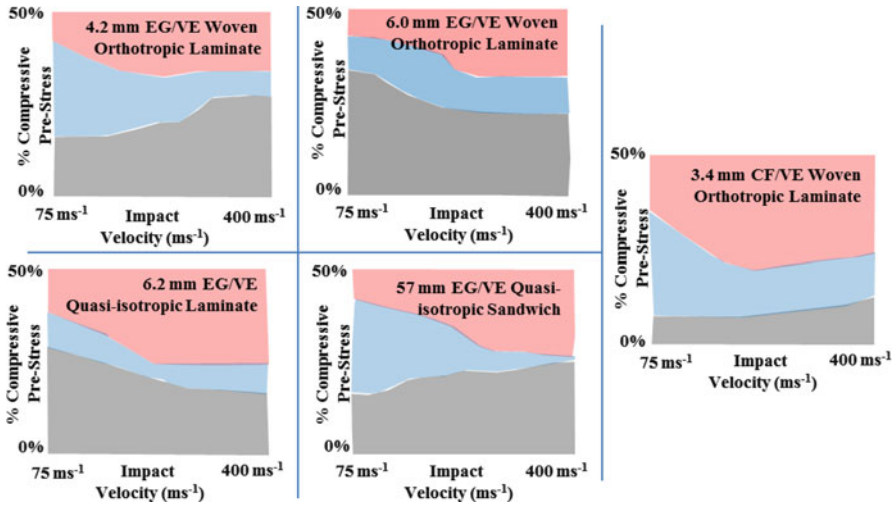 50%
4.2 mm EG/VE Woven
Orthotropic Laminate
% Compressive
Pre-Stress
0%
75 ms⁻¹ Impact 400 ms⁻¹
Velocity (ms⁻¹)
50%
6.0 mm EG/VE Woven
Orthotropic Laminate
% Compressive
Pre-Stress
0%
75 ms⁻¹ Impact 400 ms⁻¹
Velocity (ms⁻¹)
50%
3.4 mm CF/VE Woven
Orthotropic Laminate
% Compressive
Pre-Stress
0%
75 ms⁻¹ Impact 400 ms⁻¹
Velocity (ms⁻¹)
50%
6.2 mm EG/VE
Quasi-isotropic Laminate
% Compressive
Pre-Stress
0%
75 ms⁻¹ Impact 400 ms⁻¹
Velocity (ms⁻¹)
50%
57 mm EG/VE Quasi-
isotropic Sandwich
% Compressive
Pre-Stress
0%
75 ms⁻¹ Impact 400 ms⁻¹
Velocity (ms⁻¹)